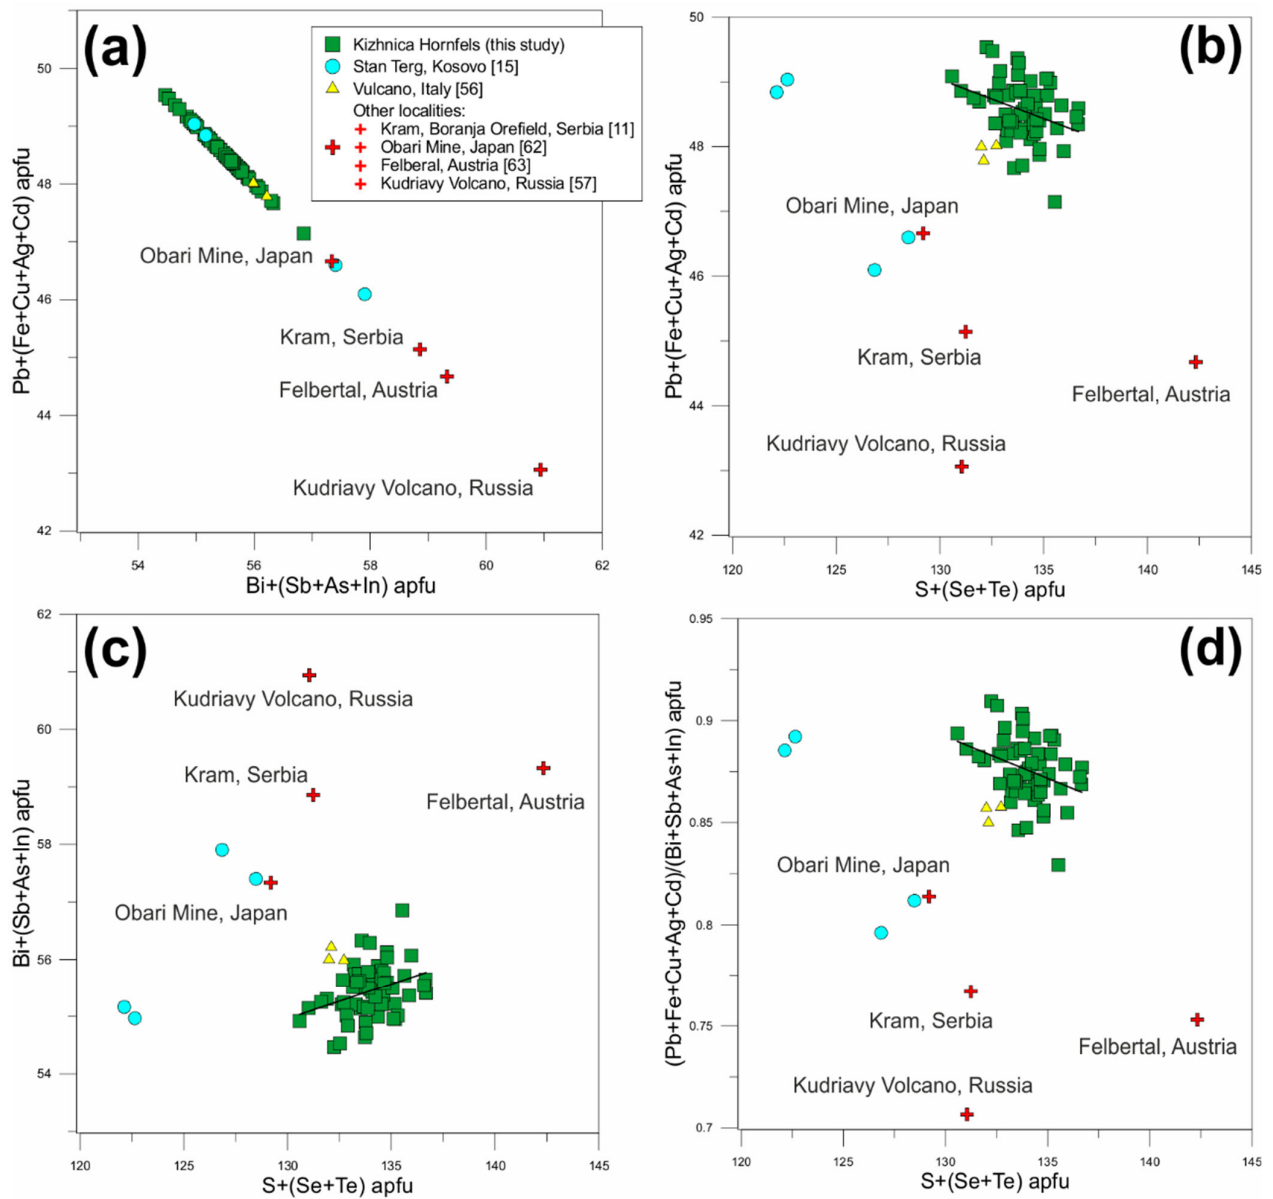 (a)
Kizhnica Hornfels (this study)
Stan Terg, Kosovo [15]
Vulcano, Italy [56]
Other localities:
Kram, Boranja Orefield, Serbia [11]
Obari Mine, Japan [62]
Felberal, Austria [63]
Kudriavy Volcano, Russia [57]
50
48
46
44
42
Pb+(Fe+Cu+Ag+Cd) apfu
Obari Mine, Japan
Kram, Serbia
Felbertal, Austria
Kudriavy Volcano, Russia
54 56 58 60 62
Bi+(Sb+As+In) apfu
(b)
50
48
46
44
42
Pb+(Fe+Cu+Ag+Cd) apfu
Obari Mine, Japan
Kram, Serbia
Felbertal, Austria
Kudriavy Volcano, Russia
120 125 130 135 140 145
S+(Se+Te) apfu
(c)
62
60
58
56
54
Bi+(Sb+As+In) apfu
Kudriavy Volcano, Russia
Kram, Serbia
Felbertal, Austria
Obari Mine, Japan
120 125 130 135 140 145
S+(Se+Te) apfu
(d)
0.95
0.9
0.85
0.8
0.75
0.7
(Pb+Fe+Cu+Ag+Cd)/(Bi+Sb+As+In) apfu
Obari Mine, Japan
Kram, Serbia
Felbertal, Austria
Kudriavy Volcano, Russia
120 125 130 135 140 145
S+(Se+Te) apfu